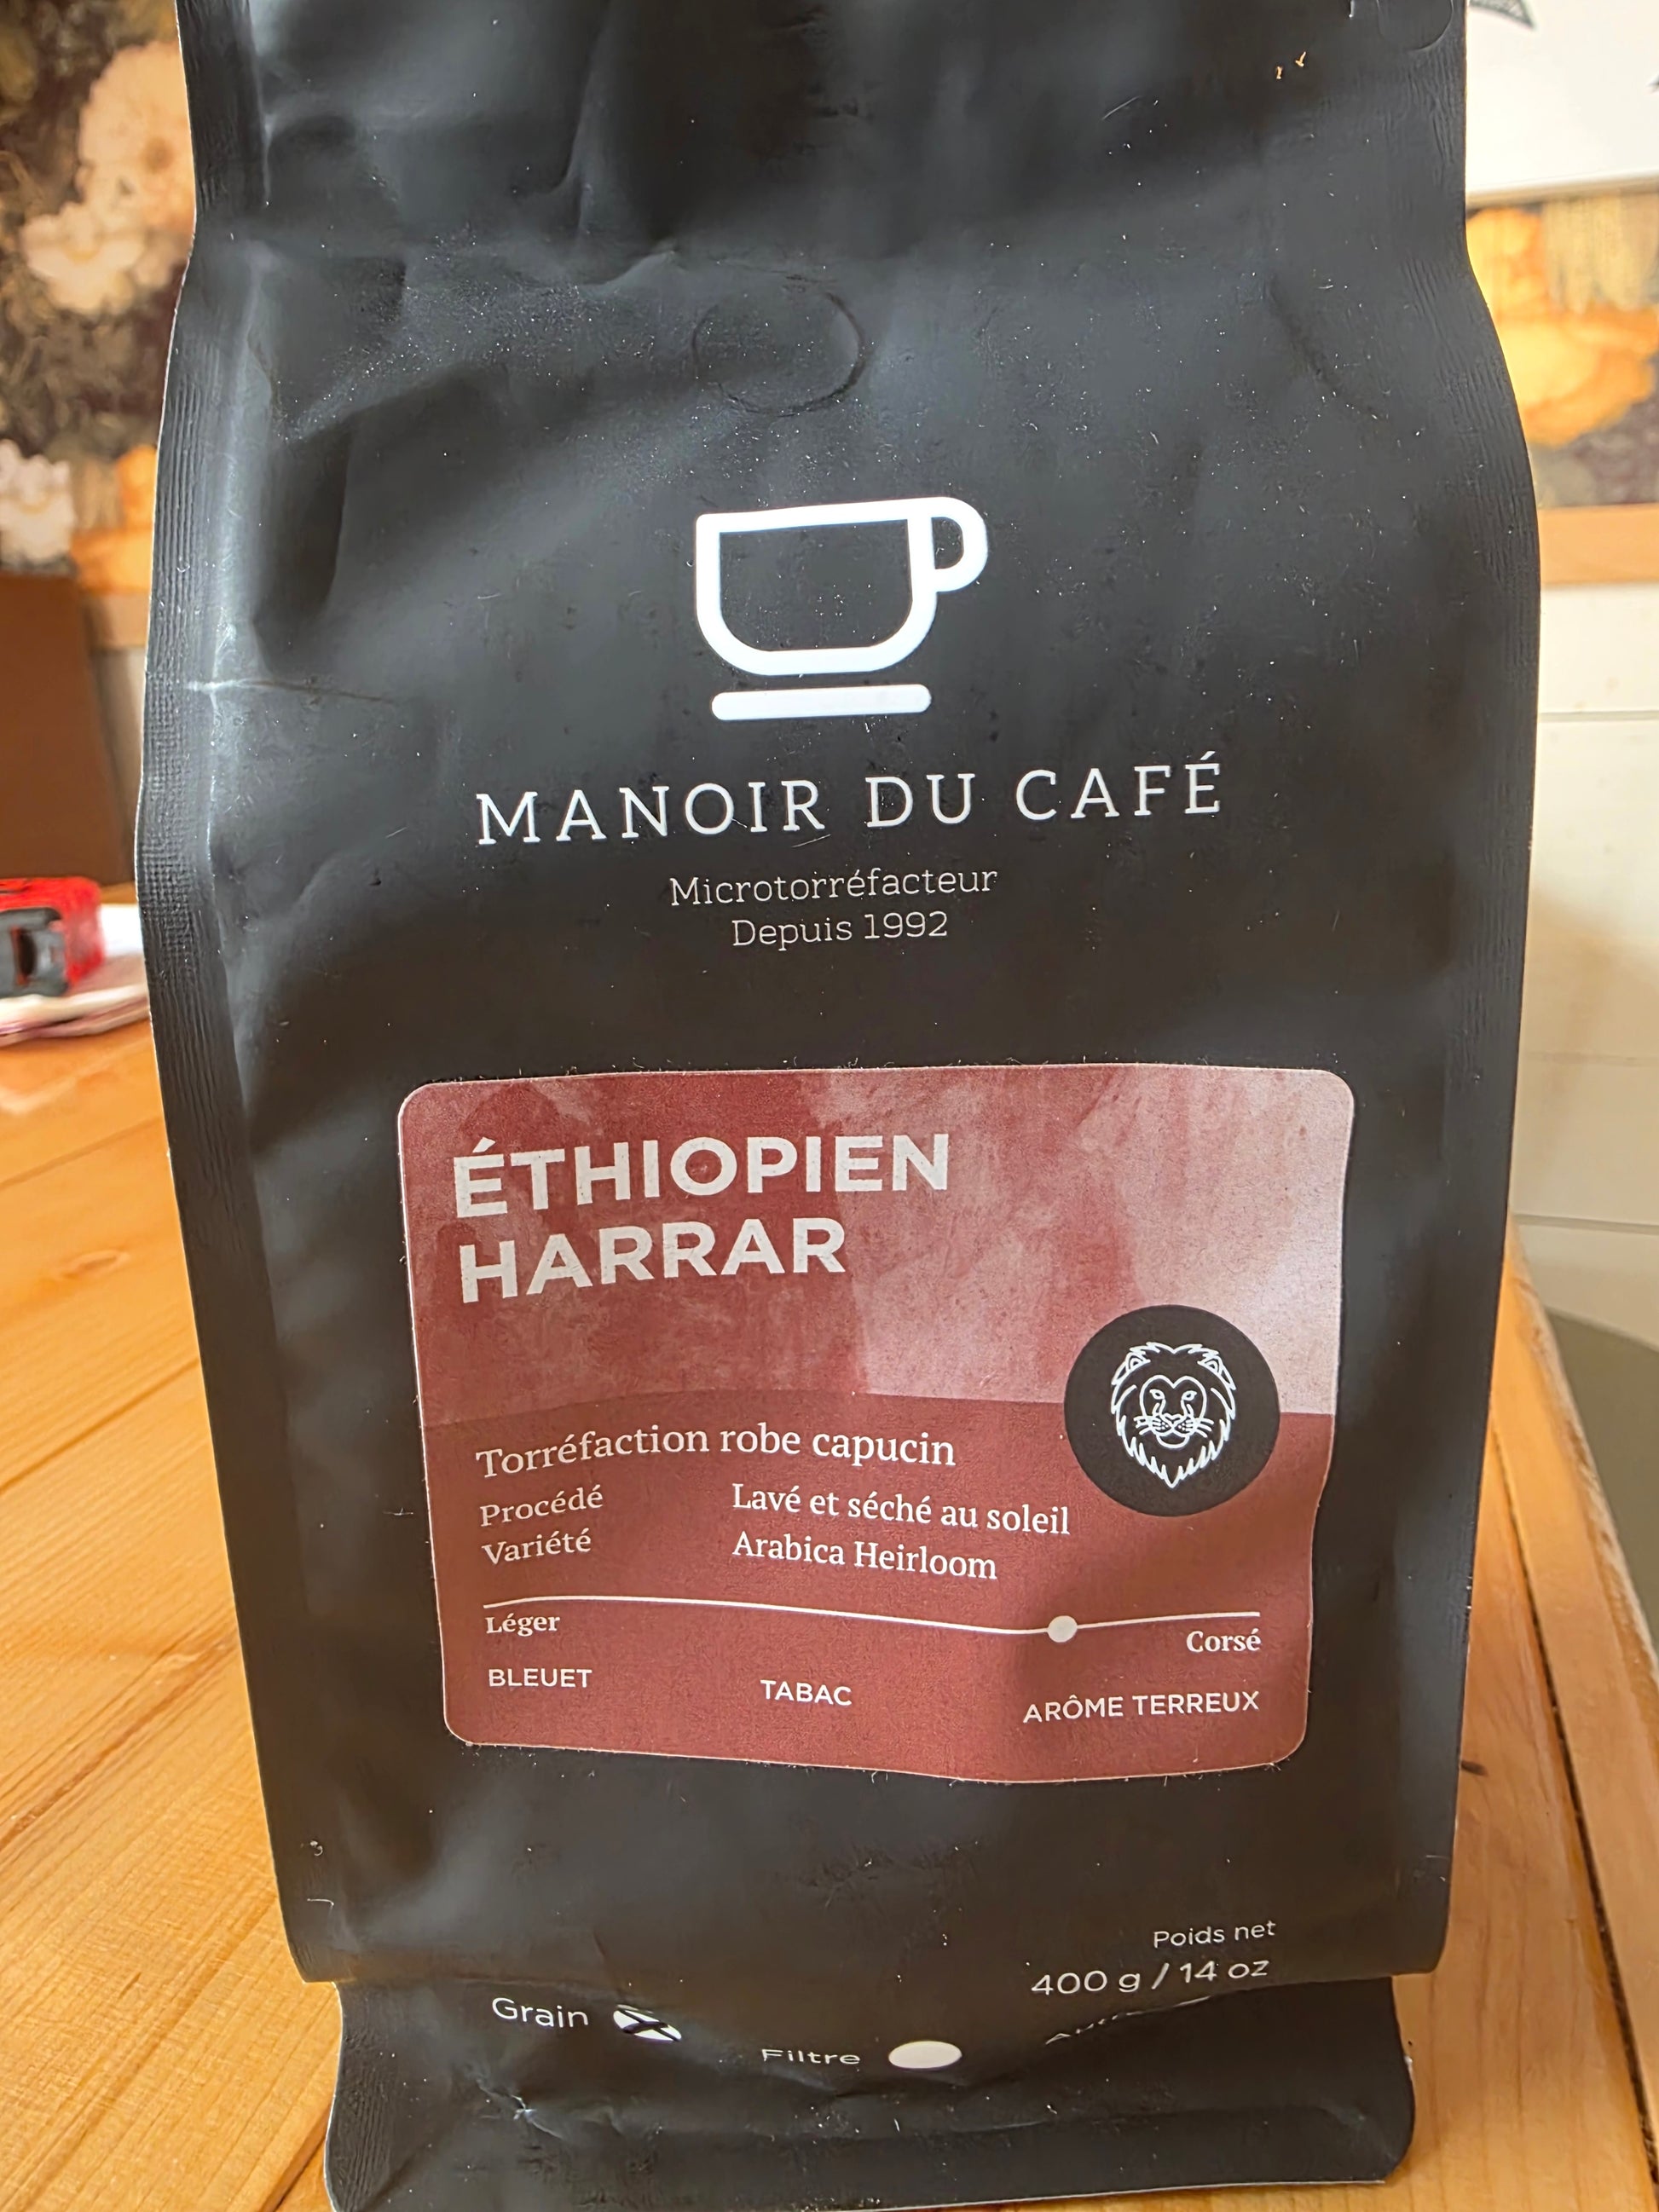 MANOIR DU CAFÉ
Microtorréfacteur
Depuis 1992
ÉTHIOPIEN
HARRAR
Torréfaction robe capucin
Procédé Lavé et séché au soleil
Variété Arabica Heirloom
Léger Corsé
BLEUET TABAC ARÔME TERREUX
Poids net
400 g / 14 oz
Grain Filtre